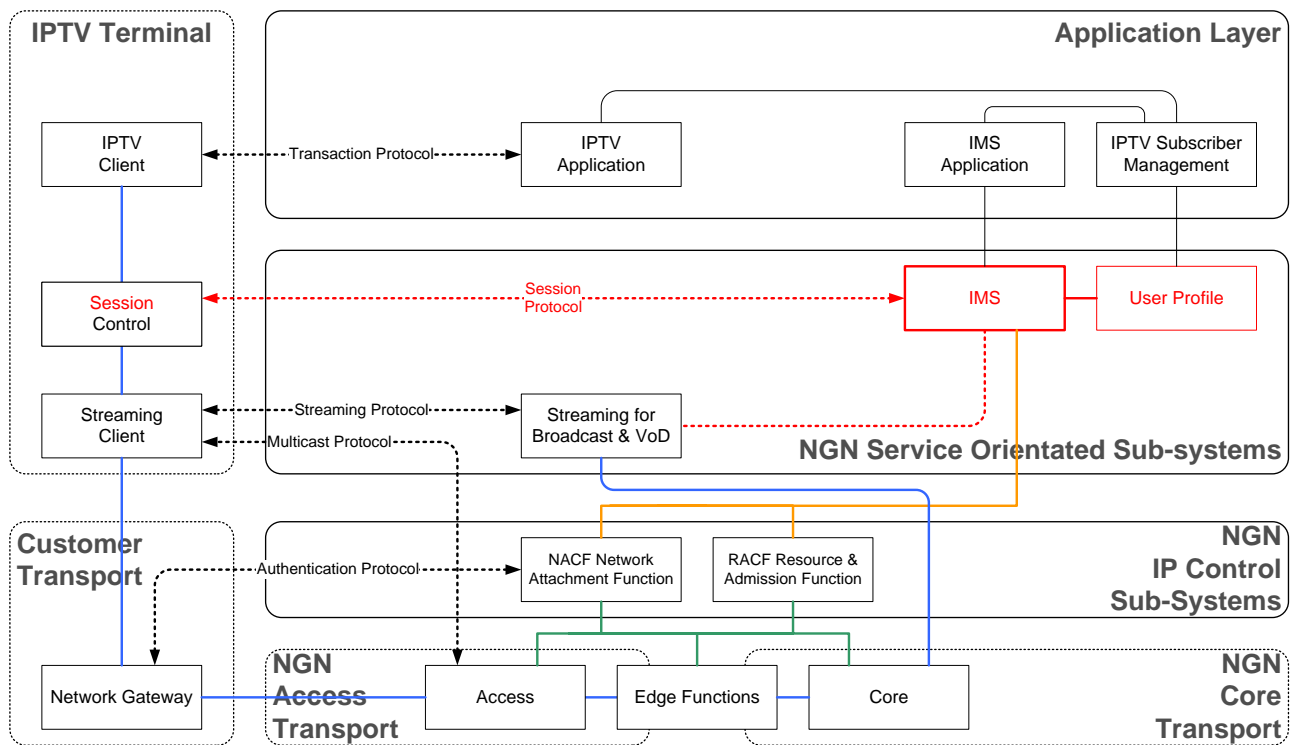 IPTV Terminal
Application Layer
IPTV
Client
Transaction Protocol
IPTV
Application
IMS
Application
IPTV Subscriber
Management
Session
Control
Session
Protocol
IMS
User Profile
Streaming
Client
Streaming Protocol
Multicast Protocol
Streaming for
Broadcast & VoD
NGN Service Orientated Sub-systems
Customer
Transport
Authentication Protocol
NACF Network
Attachment Function
RACF Resource &
Admission Function
NGN
IP Control
Sub-Systems
Network Gateway
NGN
Access
Transport
Access
Edge Functions
Core
NGN
Core
Transport